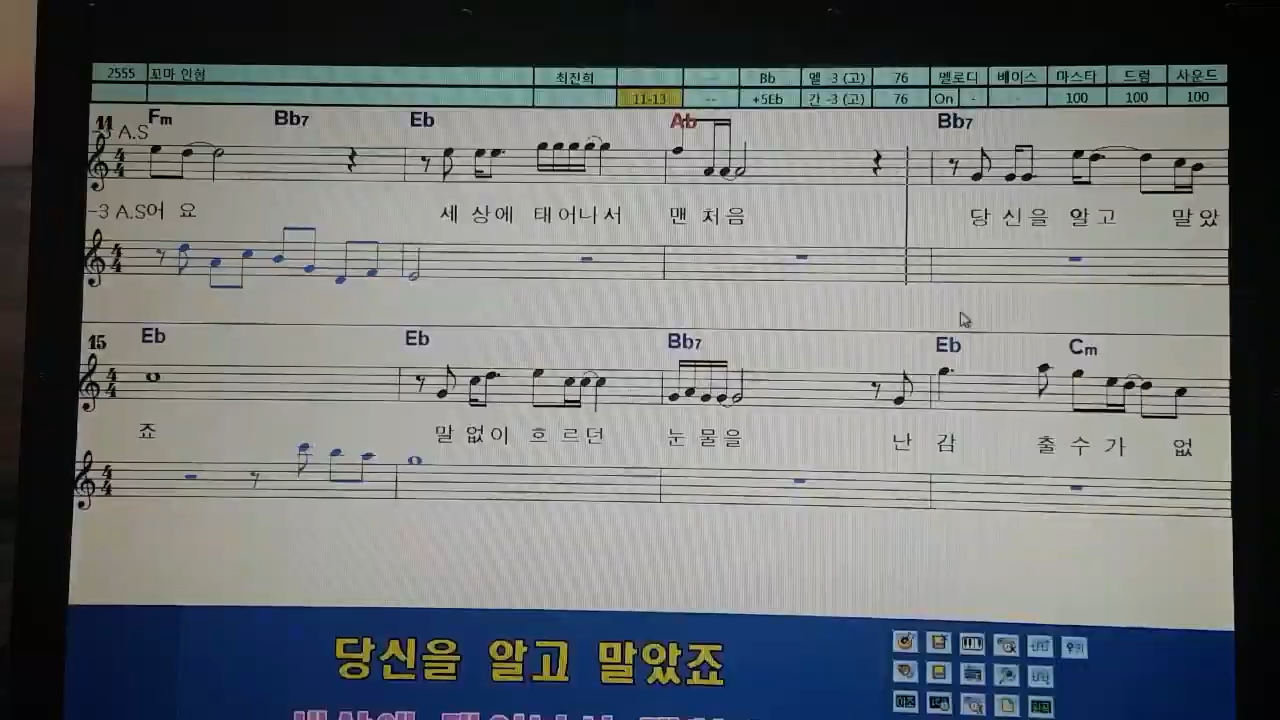 2555 꼬마 인형 최진희 -- Bb 멜 -3 (고) 76 멜로디 베이스 마스타 드럼 사운드
11-13 -- +5Eb 간 -3 (고) 76 On - - 100 100 100
11 Fm Bb7 Eb Ab Bb7
-3 A.S
-3 A.S어 요 세 상에 태어나서 맨 처음 당 신을 알고 말았
15 Eb Eb Bb7 Eb Cm
죠 말 없이 흐르던 눈 물을 난 감 출 수 가 없
당신을 알고 말았죠